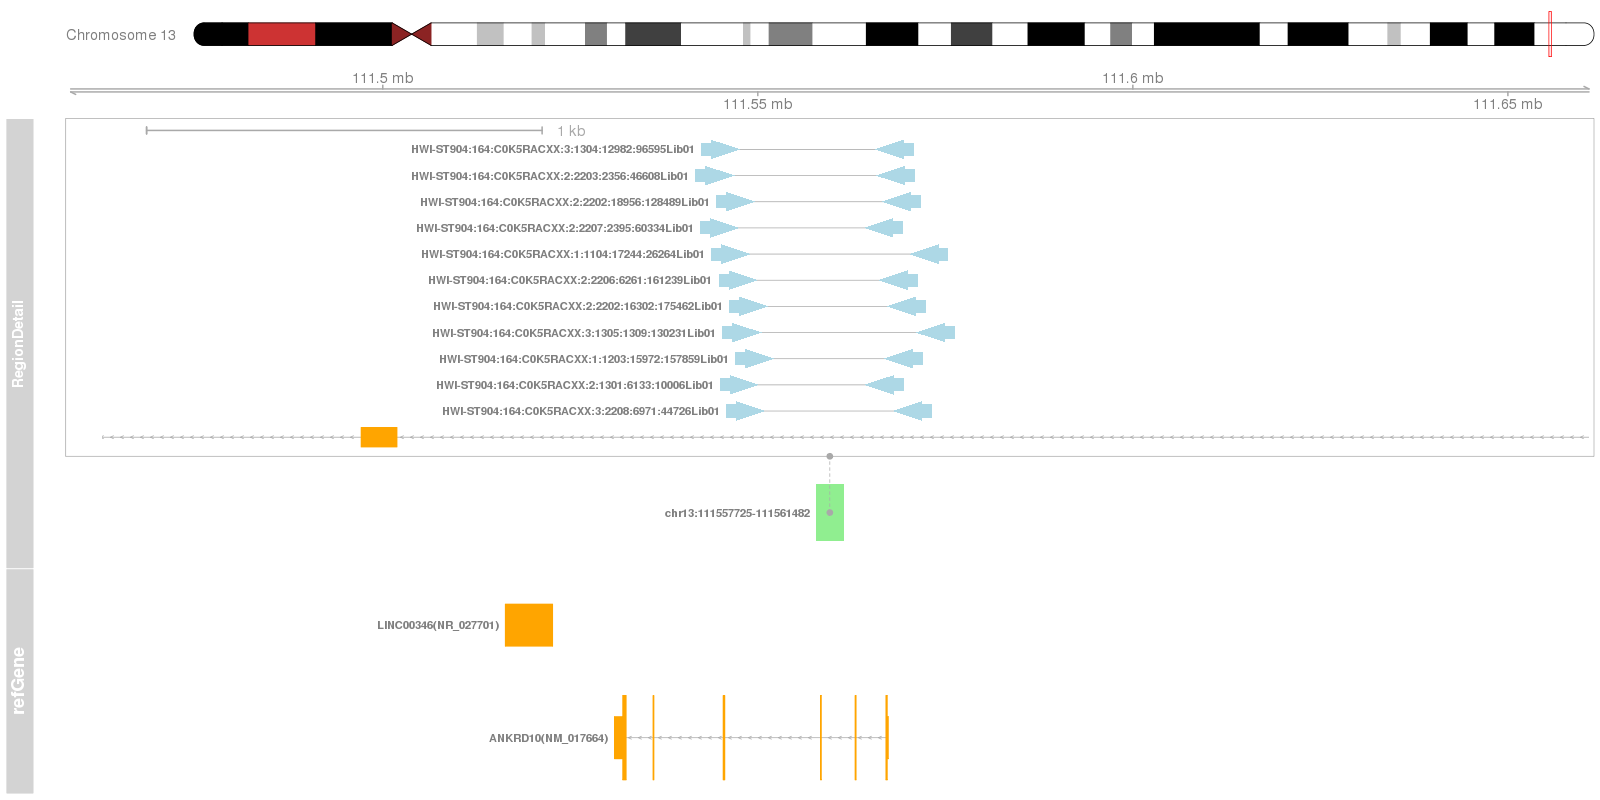 Chromosome 13
111.5 mb
111.6 mb
111.55 mb
111.65 mb
1 kb
HWI-ST904:164:C0K5RACXX:3:1304:12982:96595Lib01
HWI-ST904:164:C0K5RACXX:2:2203:2356:46608Lib01
HWI-ST904:164:C0K5RACXX:2:2202:18956:128489Lib01
HWI-ST904:164:C0K5RACXX:2:2207:2395:60334Lib01
HWI-ST904:164:C0K5RACXX:1:1104:17244:26264Lib01
HWI-ST904:164:C0K5RACXX:2:2206:6261:161239Lib01
HWI-ST904:164:C0K5RACXX:2:2202:16302:175462Lib01
HWI-ST904:164:C0K5RACXX:3:1305:1309:130231Lib01
HWI-ST904:164:C0K5RACXX:1:1203:15972:157859Lib01
HWI-ST904:164:C0K5RACXX:2:1301:6133:10006Lib01
HWI-ST904:164:C0K5RACXX:3:2208:6971:44726Lib01
RegionDetail
chr13:111557725-111561482
LINC00346(NR_027701)
refGene
ANKRD10(NM_017664)